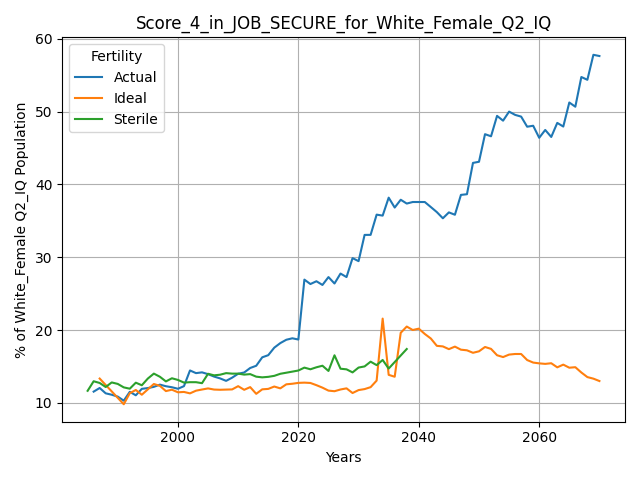 Score_4_in_JOB_SECURE_for_White_Female_Q2_IQ
Fertility
Actual
Ideal
Sterile
% of White_Female Q2_IQ Population
60
50
40
30
20
10
2000 2020 2040 2060
Years